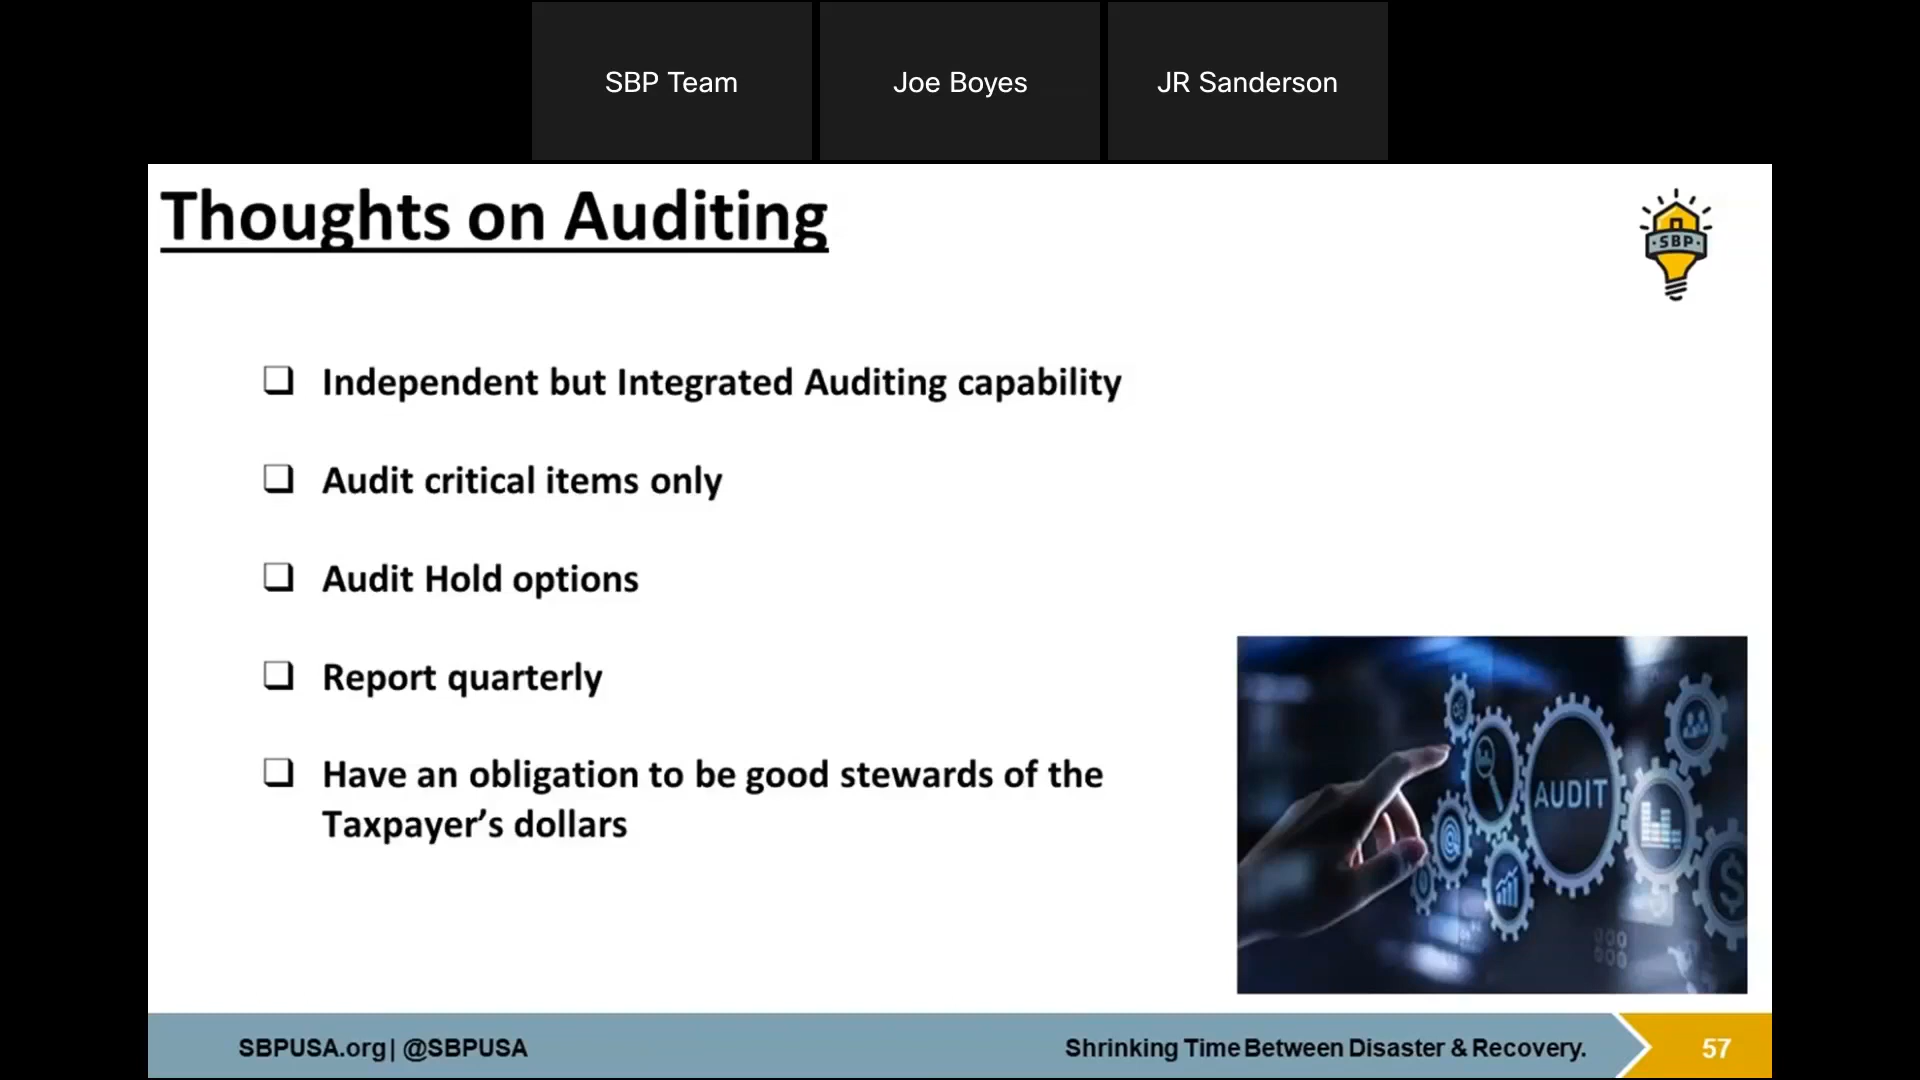 SBP Team
Joe Boyes
JR Sanderson
Thoughts on Auditing
·SBP·
❑ Independent but Integrated Auditing capability
❑ Audit critical items only
❑ Audit Hold options
❑ Report quarterly
❑ Have an obligation to be good stewards of the
Taxpayer’s dollars
AUDIT
$
SBPUSA.org| @SBPUSA
Shrinking Time Between Disaster & Recovery.
57